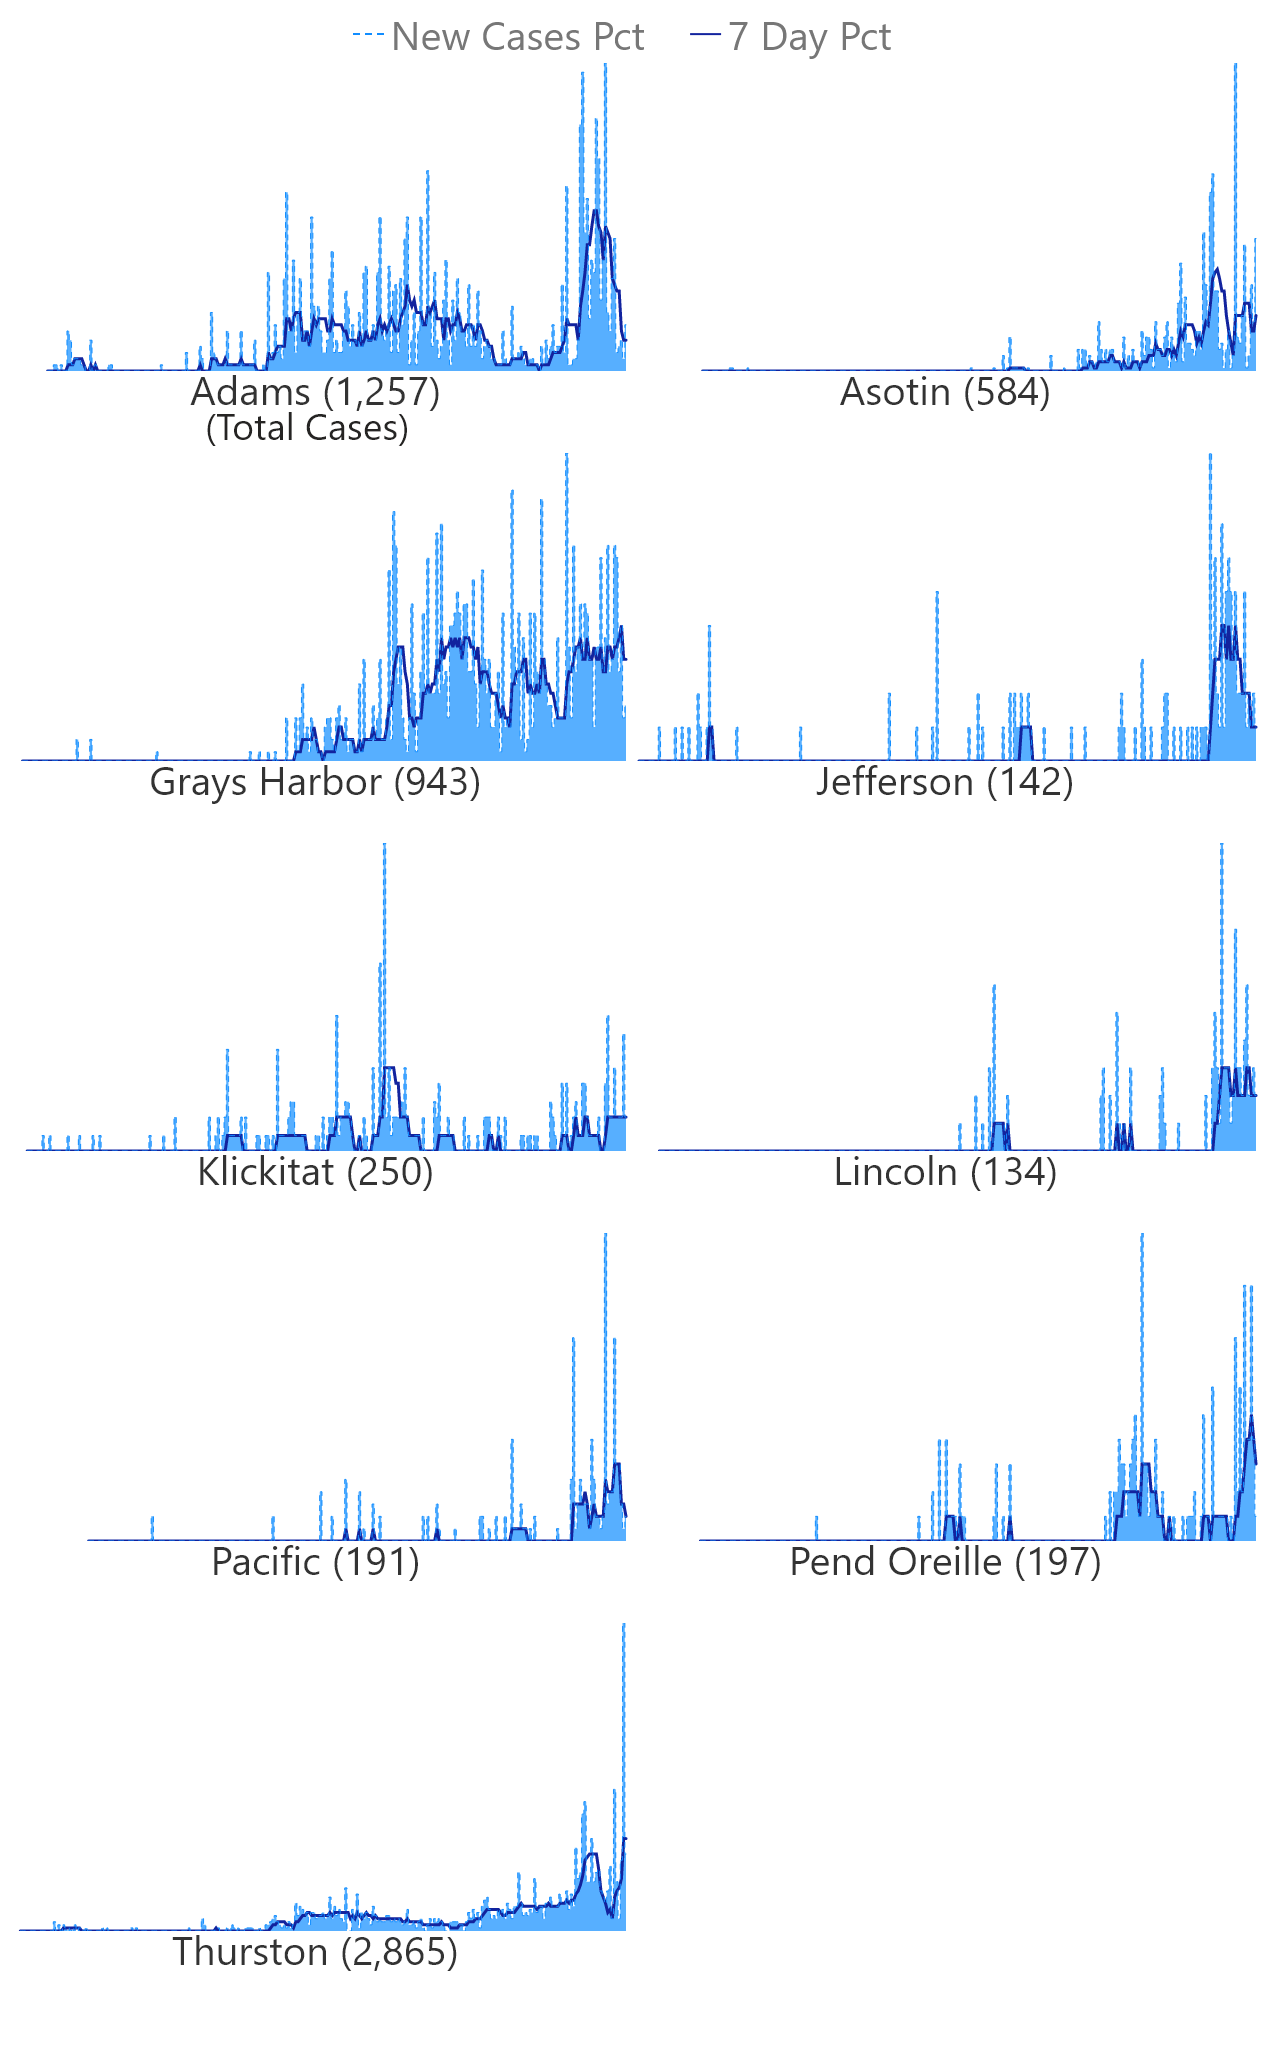 New Cases Pct 7 Day Pct
Adams (1,257) Asotin (584)
(Total Cases)
Grays Harbor (943) Jefferson (142)
Klickitat (250) Lincoln (134)
Pacific (191) Pend Oreille (197)
Thurston (2,865)